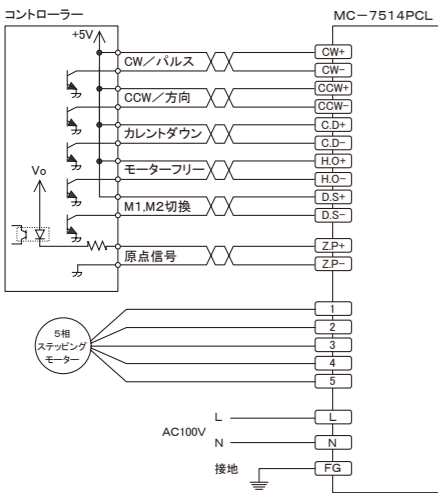 コントローラー
MC-7514PCL
+5V
CW/パルス
CW+
CW-
CCW/方向
CCW+
CCW-
カレントダウン
C.D+
C.D-
モーターフリー
H.O+
H.O-
M1,M2切換
D.S+
D.S-
Vo
原点信号
Z.P+
Z.P-
5相
ステッピング
モーター
1
2
3
4
5
AC100V
L
L
N
N
接地
FG